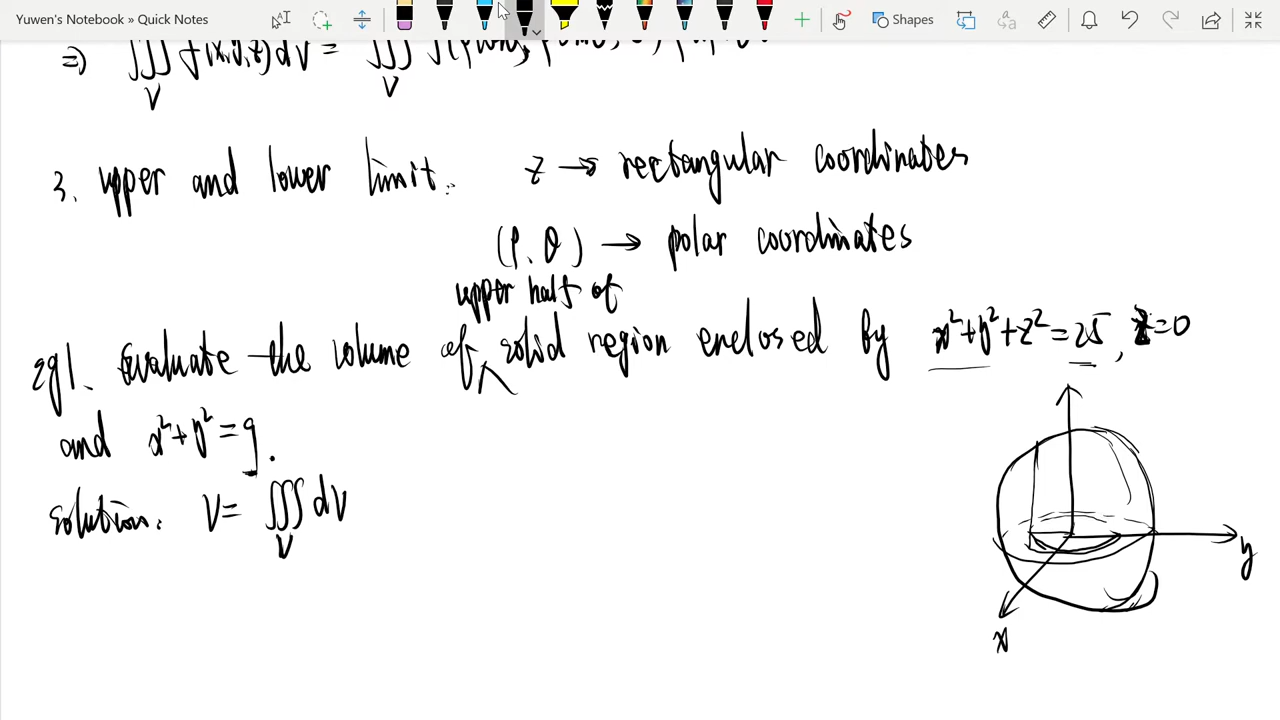 Yuwen's Notebook » Quick Notes
Shapes
⇒) ∭ f(x,y,z)dV = ∭
V V
3. upper and lower limit: z → rectangular coordinates
(ρ, θ) → polar coordinates
upper half of
eg1. Evaluate the volume of ∧ solid region enclosed by x²+y²+z²=25, z=0
and x²+y²=9.
solution: V= ∭ dV
V
y
x